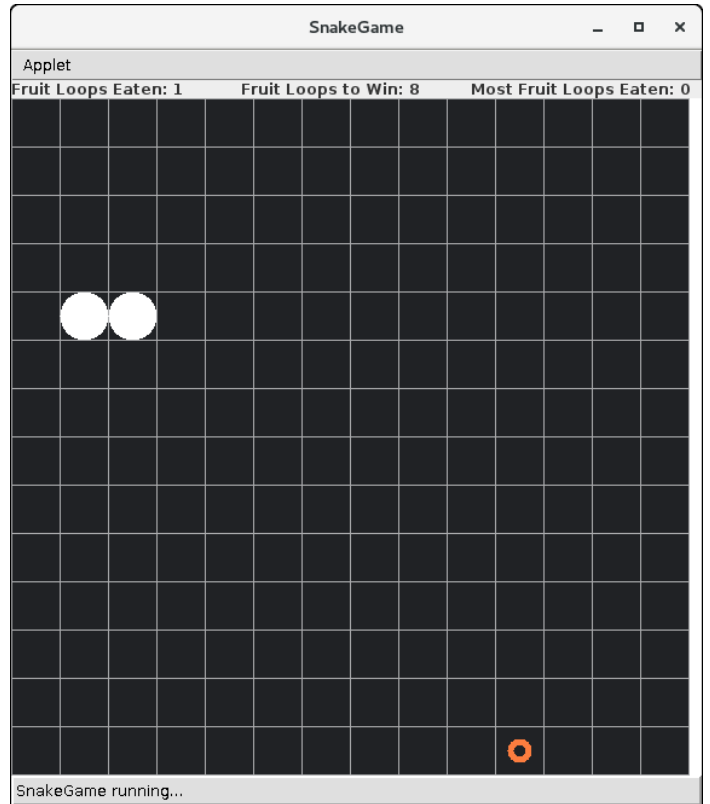 SnakeGame
Applet
Fruit Loops Eaten: 1 Fruit Loops to Win: 8 Most Fruit Loops Eaten: 0
SnakeGame running...